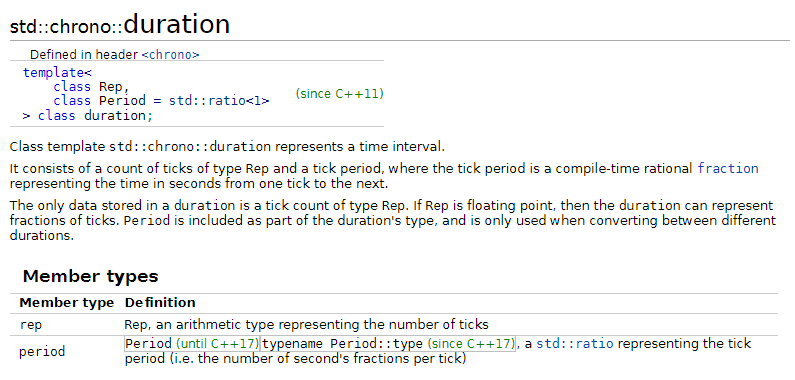 std::chrono::duration
Defined in header <chrono>
template<
class Rep,
class Period = std::ratio<1>
> class duration;
(since C++11)
Class template std::chrono::duration represents a time interval.
It consists of a count of ticks of type Rep and a tick period, where the tick period is a compile-time rational fraction
representing the time in seconds from one tick to the next.
The only data stored in a duration is a tick count of type Rep. If Rep is floating point, then the duration can represent
fractions of ticks. Period is included as part of the duration's type, and is only used when converting between different
durations.
Member types
Member type Definition
rep Rep, an arithmetic type representing the number of ticks
period Period (until C++17)typename Period::type (since C++17), a std::ratio representing the tick
period (i.e. the number of second's fractions per tick)